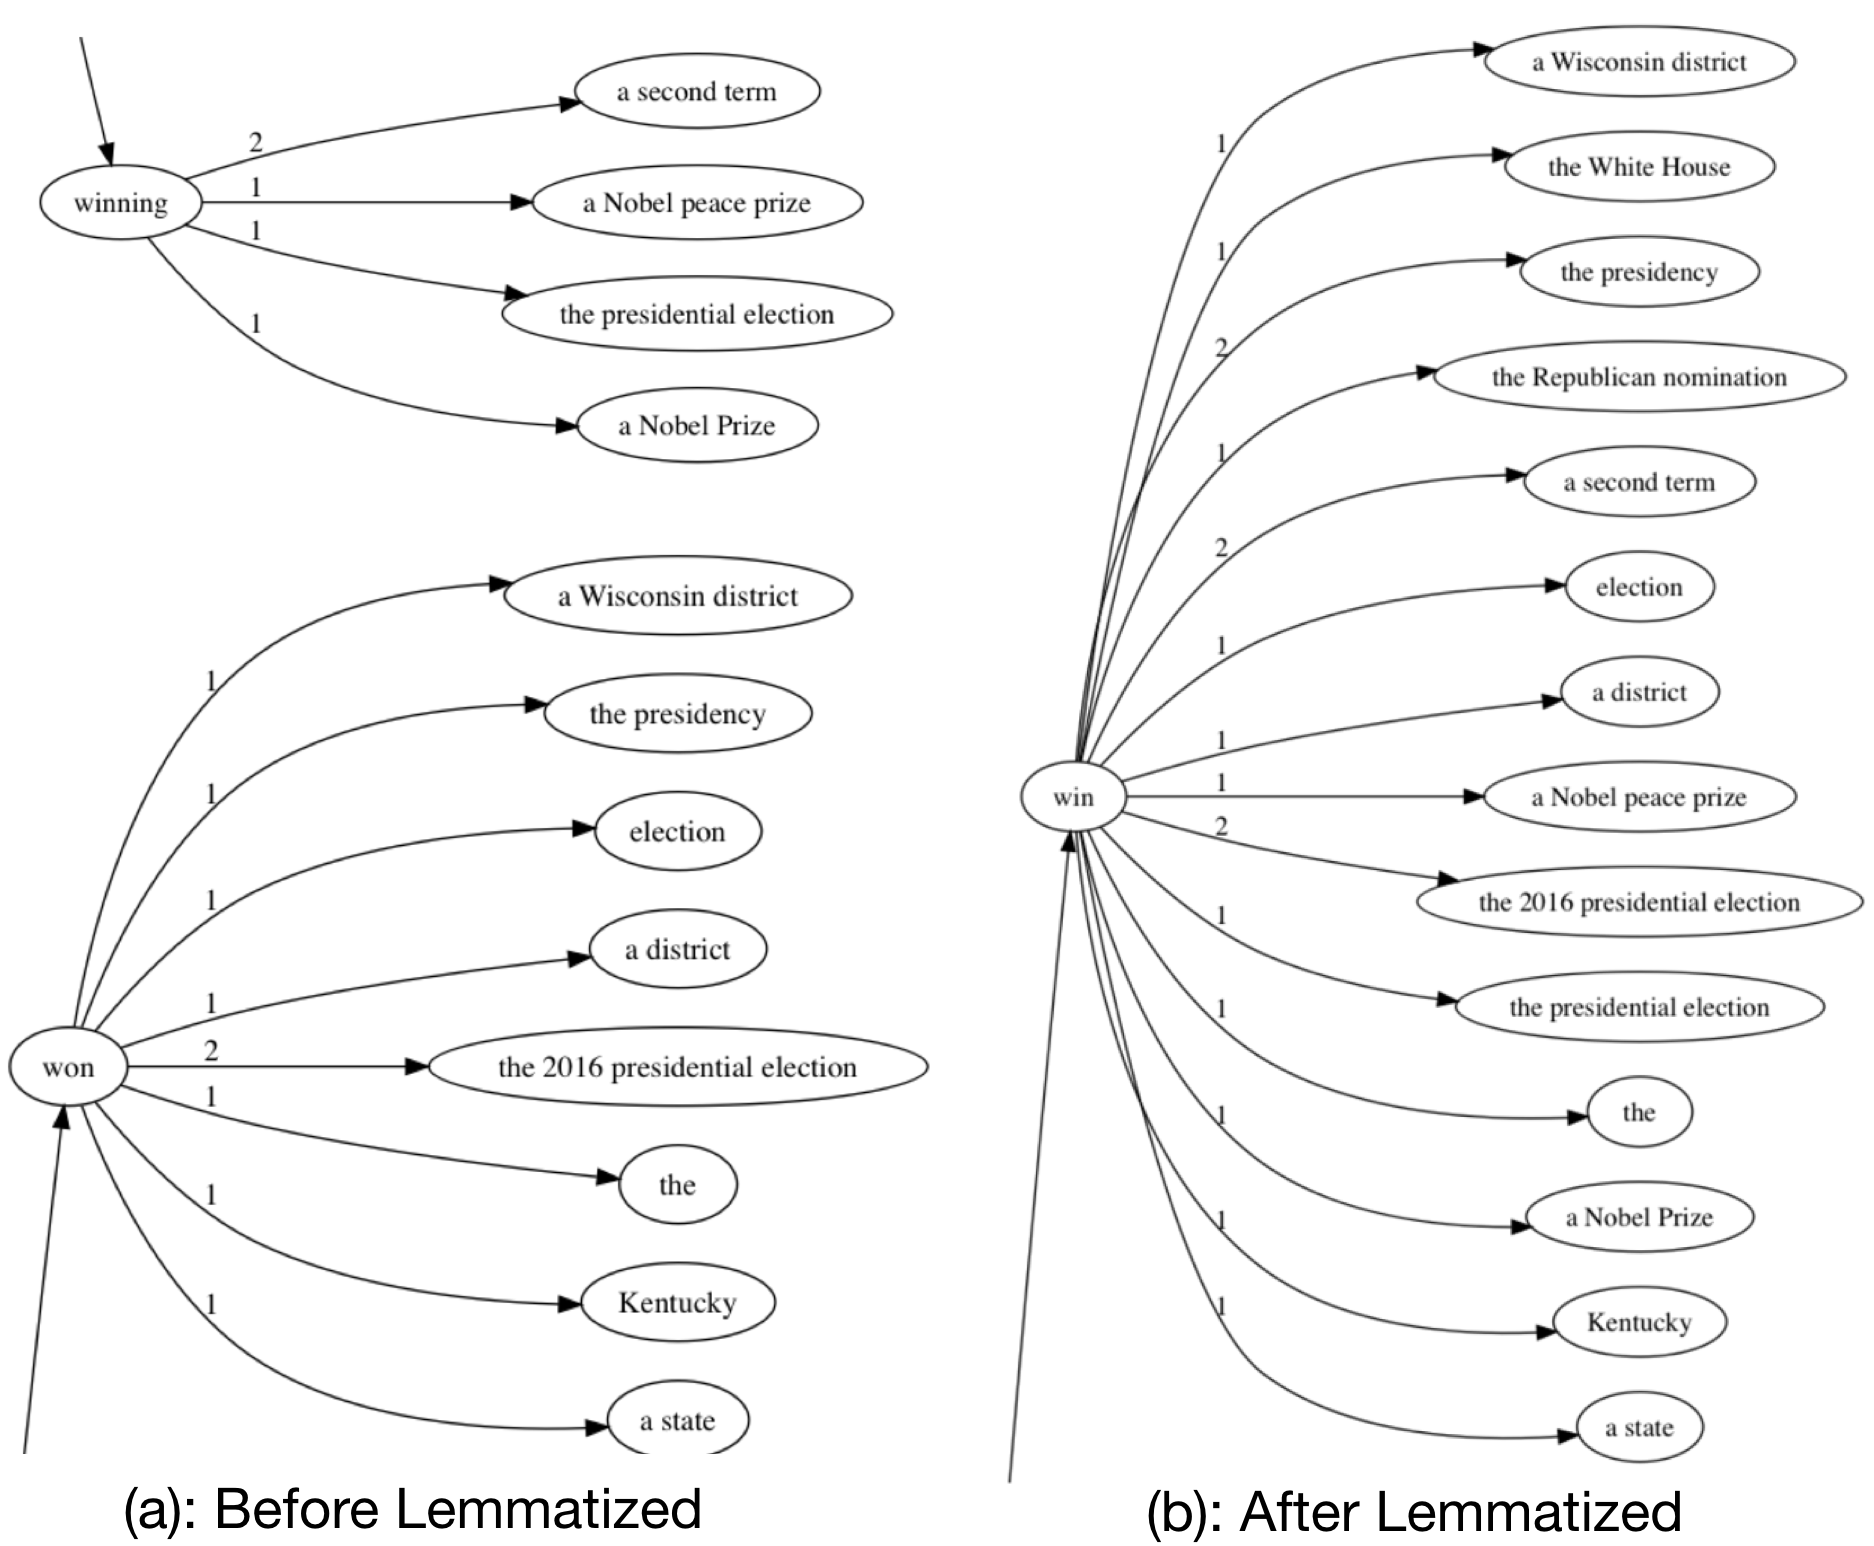 2
a second term
winning
1
a Nobel peace prize
1
the presidential election
1
a Nobel Prize
1
a Wisconsin district
1
the presidency
1
election
1
a district
won
2
the 2016 presidential election
1
the
1
Kentucky
1
a state
(a): Before Lemmatized
1
a Wisconsin district
1
the White House
2
the presidency
1
the Republican nomination
2
a second term
1
election
1
a district
win
1
a Nobel peace prize
2
the 2016 presidential election
1
the presidential election
1
the
1
a Nobel Prize
1
Kentucky
1
a state
(b): After Lemmatized